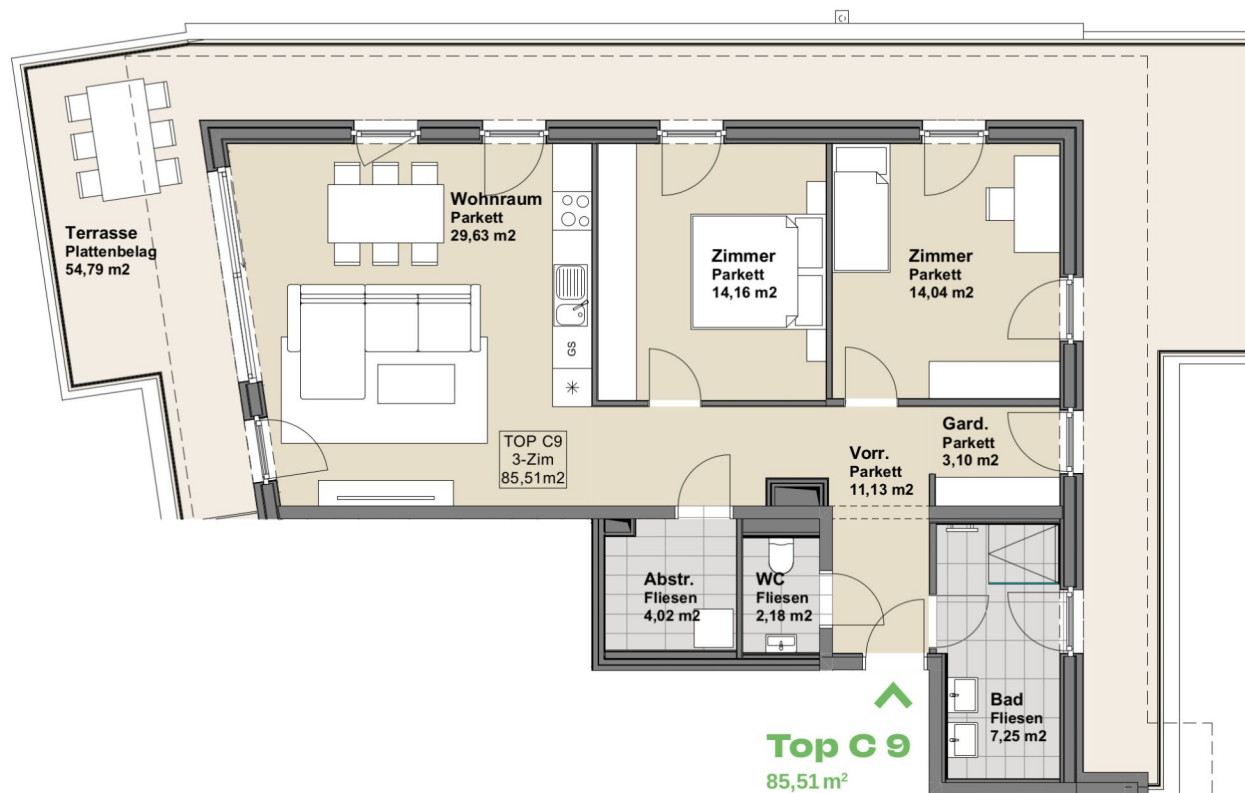 Terrasse
Plattenbelag
54,79 m2
Wohnraum
Parkett
29,63 m2
GS
Zimmer
Parkett
14,16 m2
Zimmer
Parkett
14,04 m2
TOP C9
3-Zim
85,51m2
Gard.
Parkett
3,10 m2
Vorr.
Parkett
11,13 m2
Abstr.
Fliesen
4,02 m2
WC
Fliesen
2,18 m2
Bad
Fliesen
7,25 m2
Top C 9
85,51 m²